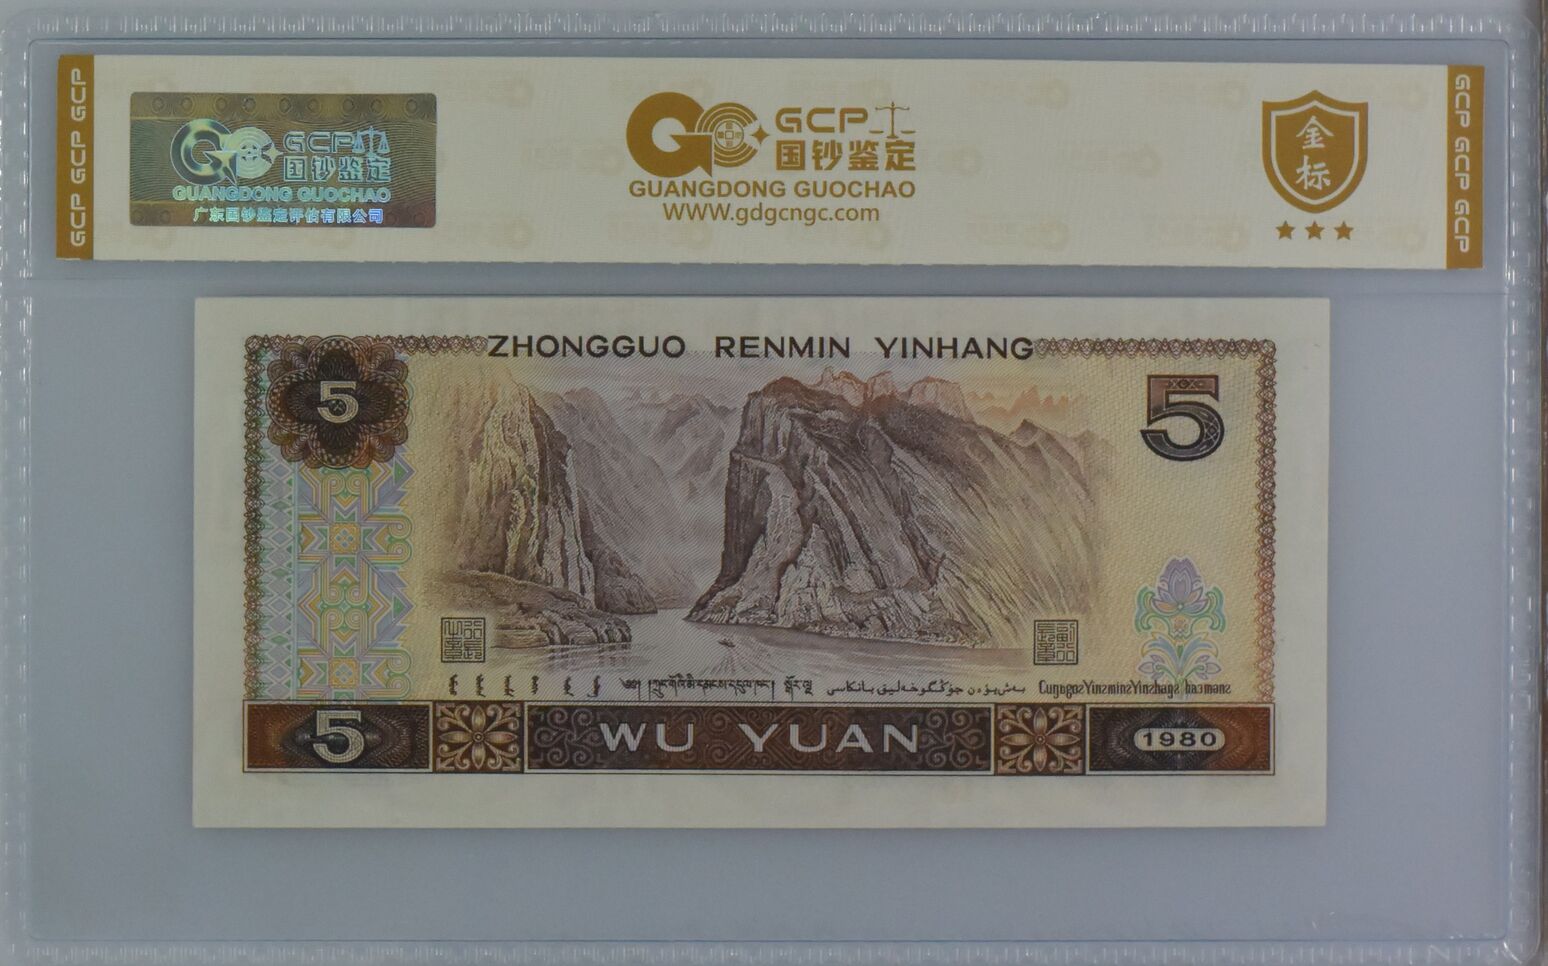 GCP GCP GCP
GCP 国钞鉴定
GUANGDONG GUOCHAO
广东国钞鉴定评估有限公司
GCP
国钞鉴定
GUANGDONG GUOCHAO
WWW.gdgcngc.com
金标
GCP GCP GCP
ZHONGGUO RENMIN YINHANG
5
5
5 WU YUAN 1980